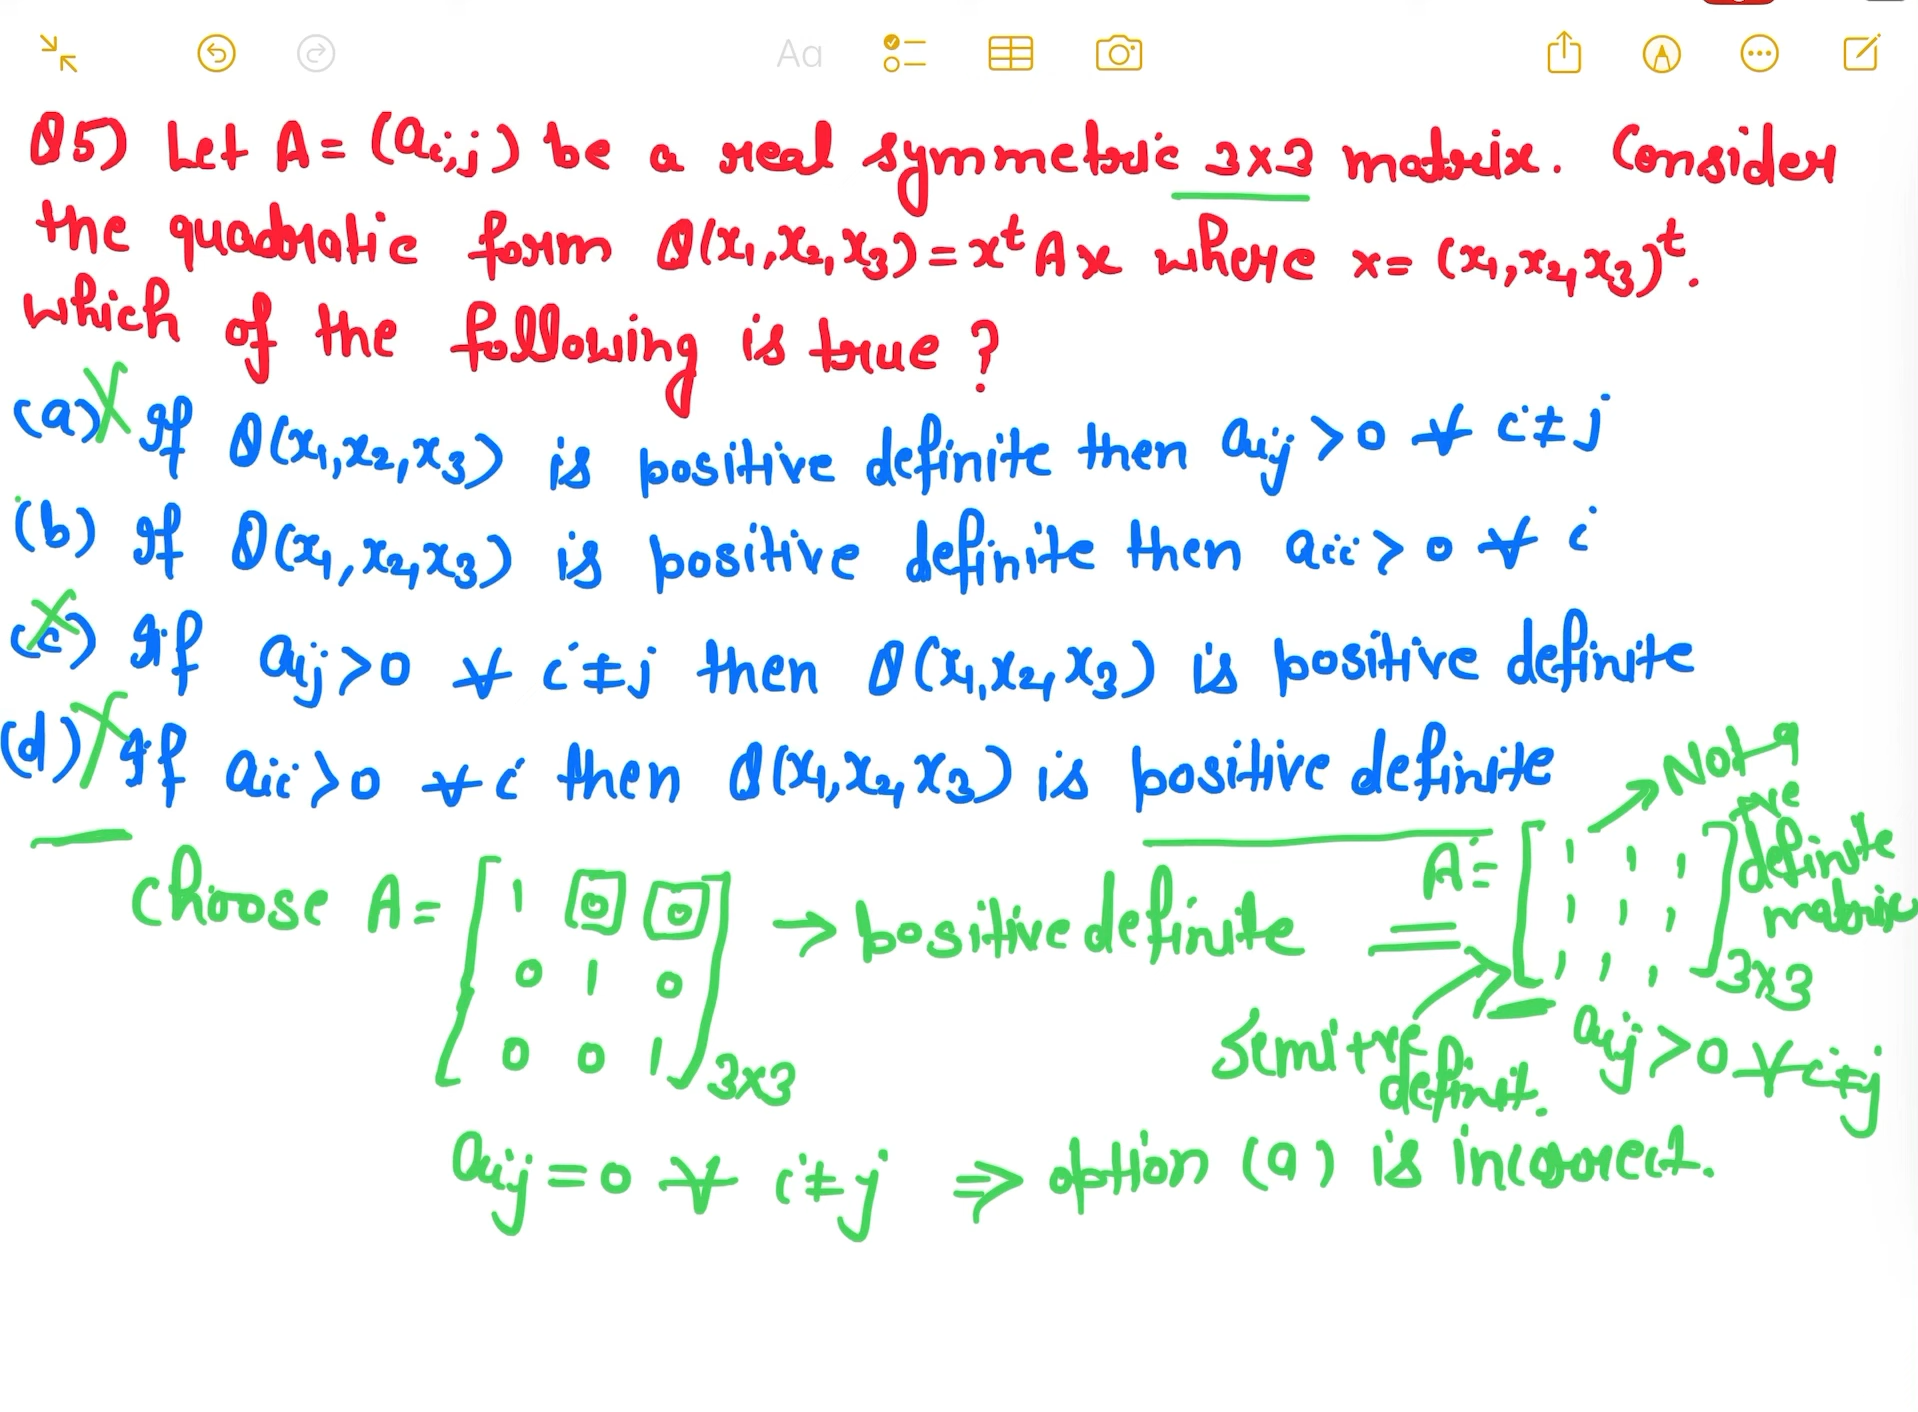 Aa
Q5) Let A = (ai,j) be a real symmetric 3x3 matrix. Consider
the quadratic form Q(x1, x2, x3) = x^t A x where x = (x1, x2, x3)^t.
which of the following is true ?
(a) If Q(x1, x2, x3) is positive definite then aij > 0 ∀ i ≠ j
(b) If Q(x1, x2, x3) is positive definite then aii > 0 ∀ i
(c) If aij > 0 ∀ i ≠ j then Q(x1, x2, x3) is positive definite
(d) If aii > 0 ∀ i then Q(x1, x2, x3) is positive definite
Choose A = [ 1 0 0
0 1 0
0 0 1 ] 3x3
→ positive definite
A = [ 1 1 1
1 1 1
1 1 1 ] 3x3
→ Not a
+ve
definite
matrix
Semi +ve
definit.
aij > 0 ∀ i ≠ j
aij = 0 ∀ i ≠ j ⇒ option (a) is incorrect.